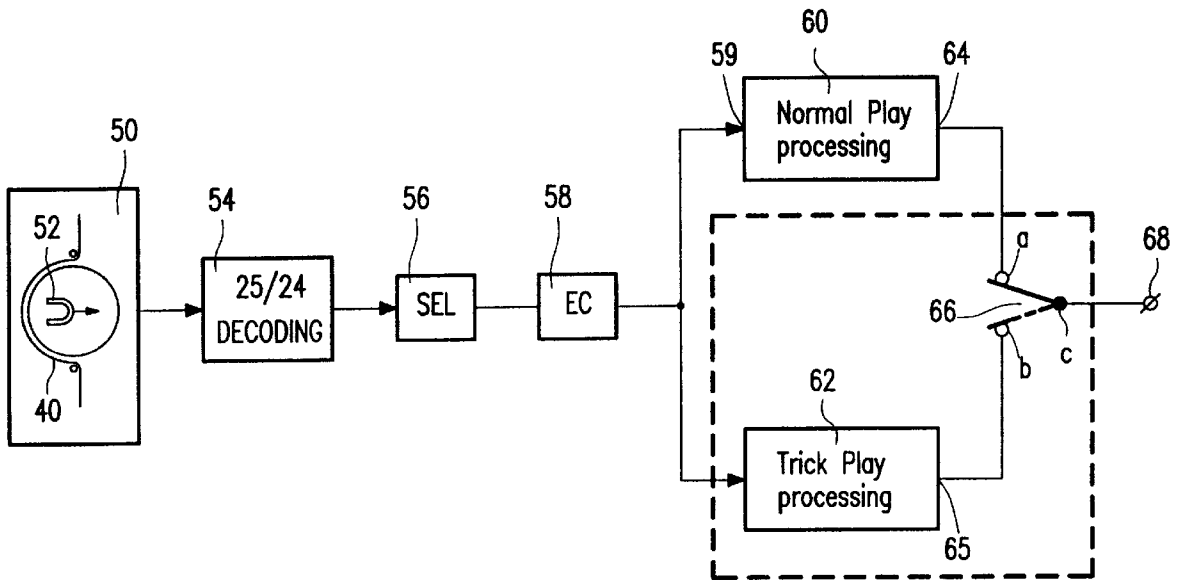 60
59
64
Normal Play
processing
50
54
56
58
52
25/24
DECODING
SEL
EC
a
68
66
b
c
40
62
Trick Play
processing
65